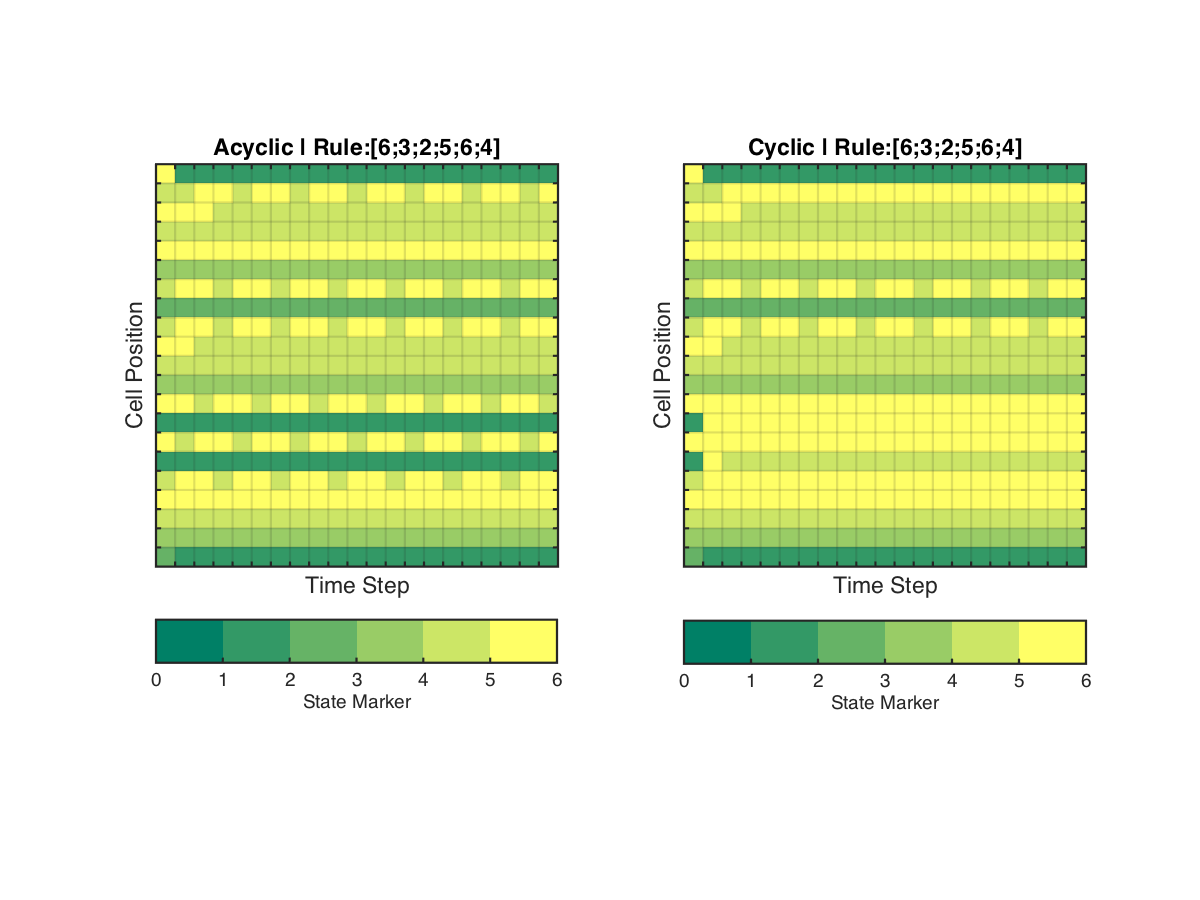 Acyclic | Rule:[6;3;2;5;6;4]
Cell Position
Time Step
0 1 2 3 4 5 6
State Marker
Cyclic | Rule:[6;3;2;5;6;4]
Cell Position
Time Step
0 1 2 3 4 5 6
State Marker